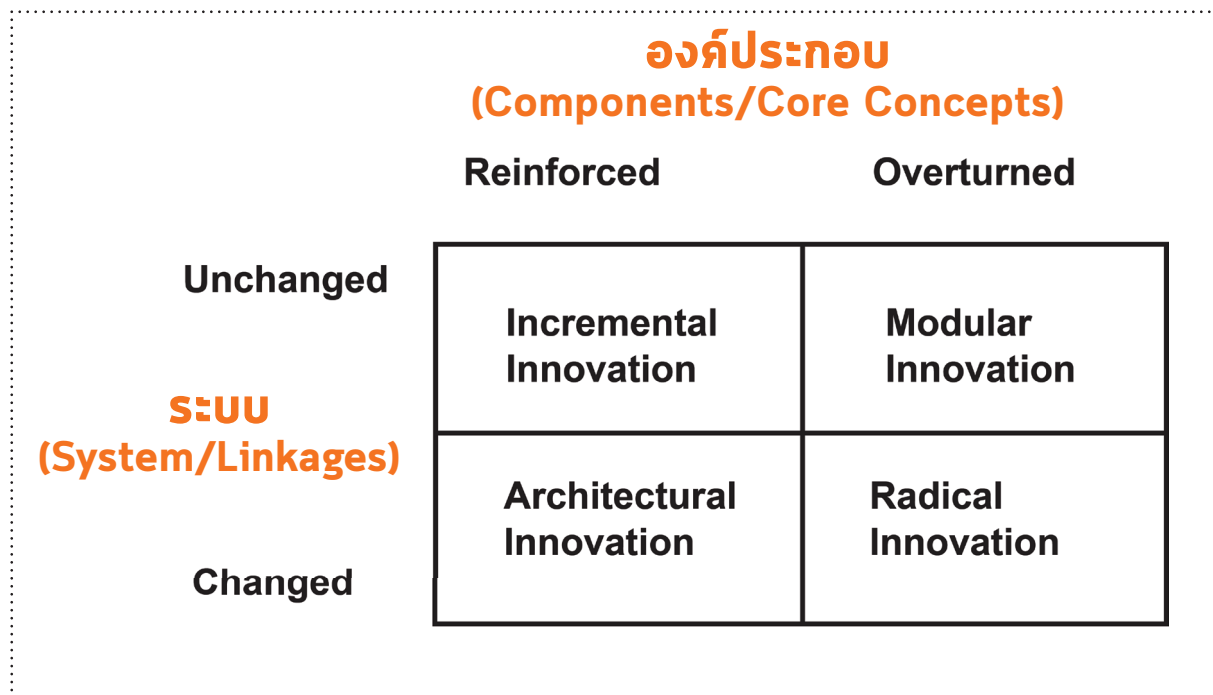 องค์ประกอบ
(Components/Core Concepts)
Reinforced Overturned
Unchanged
Incremental Modular
Innovation Innovation
ระบบ
(System/Linkages)
Architectural Radical
Innovation Innovation
Changed